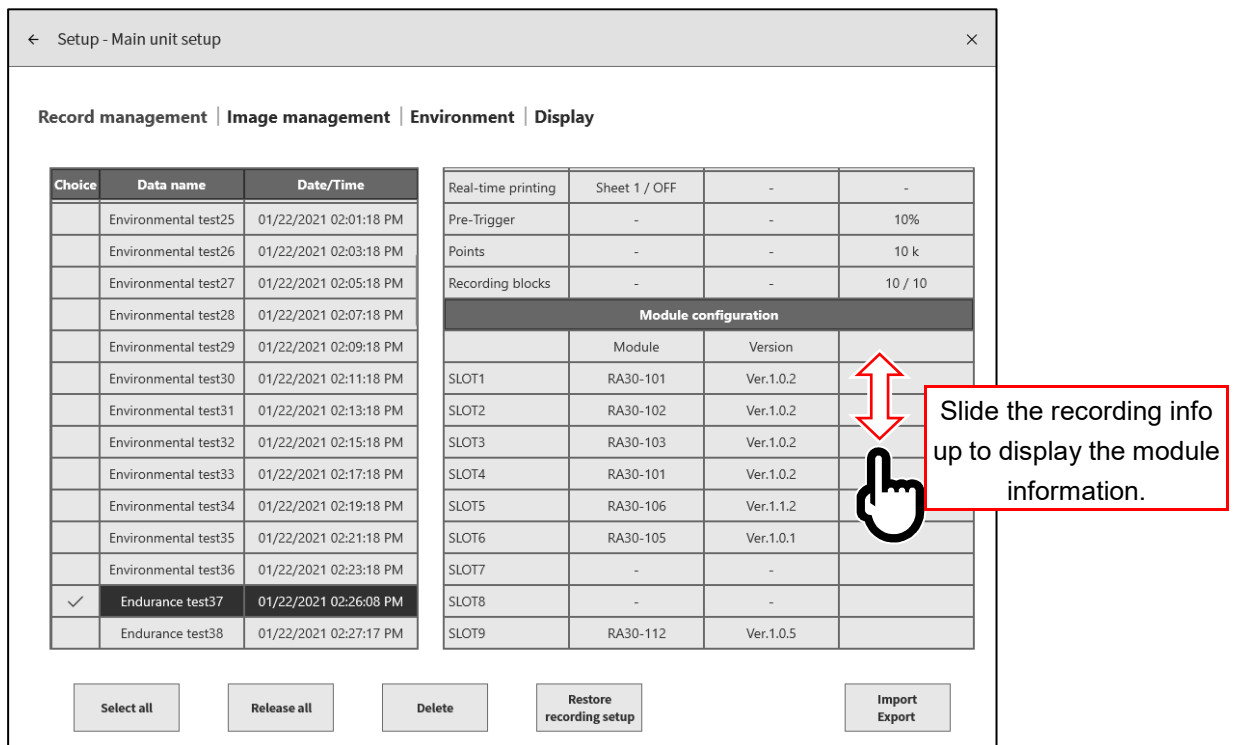 ← Setup - Main unit setup ×
Record management | Image management | Environment | Display
Choice Data name Date/Time
Environmental test25 01/22/2021 02:01:18 PM
Environmental test26 01/22/2021 02:03:18 PM
Environmental test27 01/22/2021 02:05:18 PM
Environmental test28 01/22/2021 02:07:18 PM
Environmental test29 01/22/2021 02:09:18 PM
Environmental test30 01/22/2021 02:11:18 PM
Environmental test31 01/22/2021 02:13:18 PM
Environmental test32 01/22/2021 02:15:18 PM
Environmental test33 01/22/2021 02:17:18 PM
Environmental test34 01/22/2021 02:19:18 PM
Environmental test35 01/22/2021 02:21:18 PM
Environmental test36 01/22/2021 02:23:18 PM
✓ Endurance test37 01/22/2021 02:26:08 PM
Endurance test38 01/22/2021 02:27:17 PM
Real-time printing Sheet 1 / OFF - -
Pre-Trigger - - 10%
Points - - 10 k
Recording blocks - - 10 / 10
Module configuration
Module Version
SLOT1 RA30-101 Ver.1.0.2
SLOT2 RA30-102 Ver.1.0.2
SLOT3 RA30-103 Ver.1.0.2
SLOT4 RA30-101 Ver.1.0.2
SLOT5 RA30-106 Ver.1.1.2
SLOT6 RA30-105 Ver.1.0.1
SLOT7 - -
SLOT8 - -
SLOT9 RA30-112 Ver.1.0.5
Slide the recording info
up to display the module
information.
Select all
Release all
Delete
Restore
recording setup
Import
Export